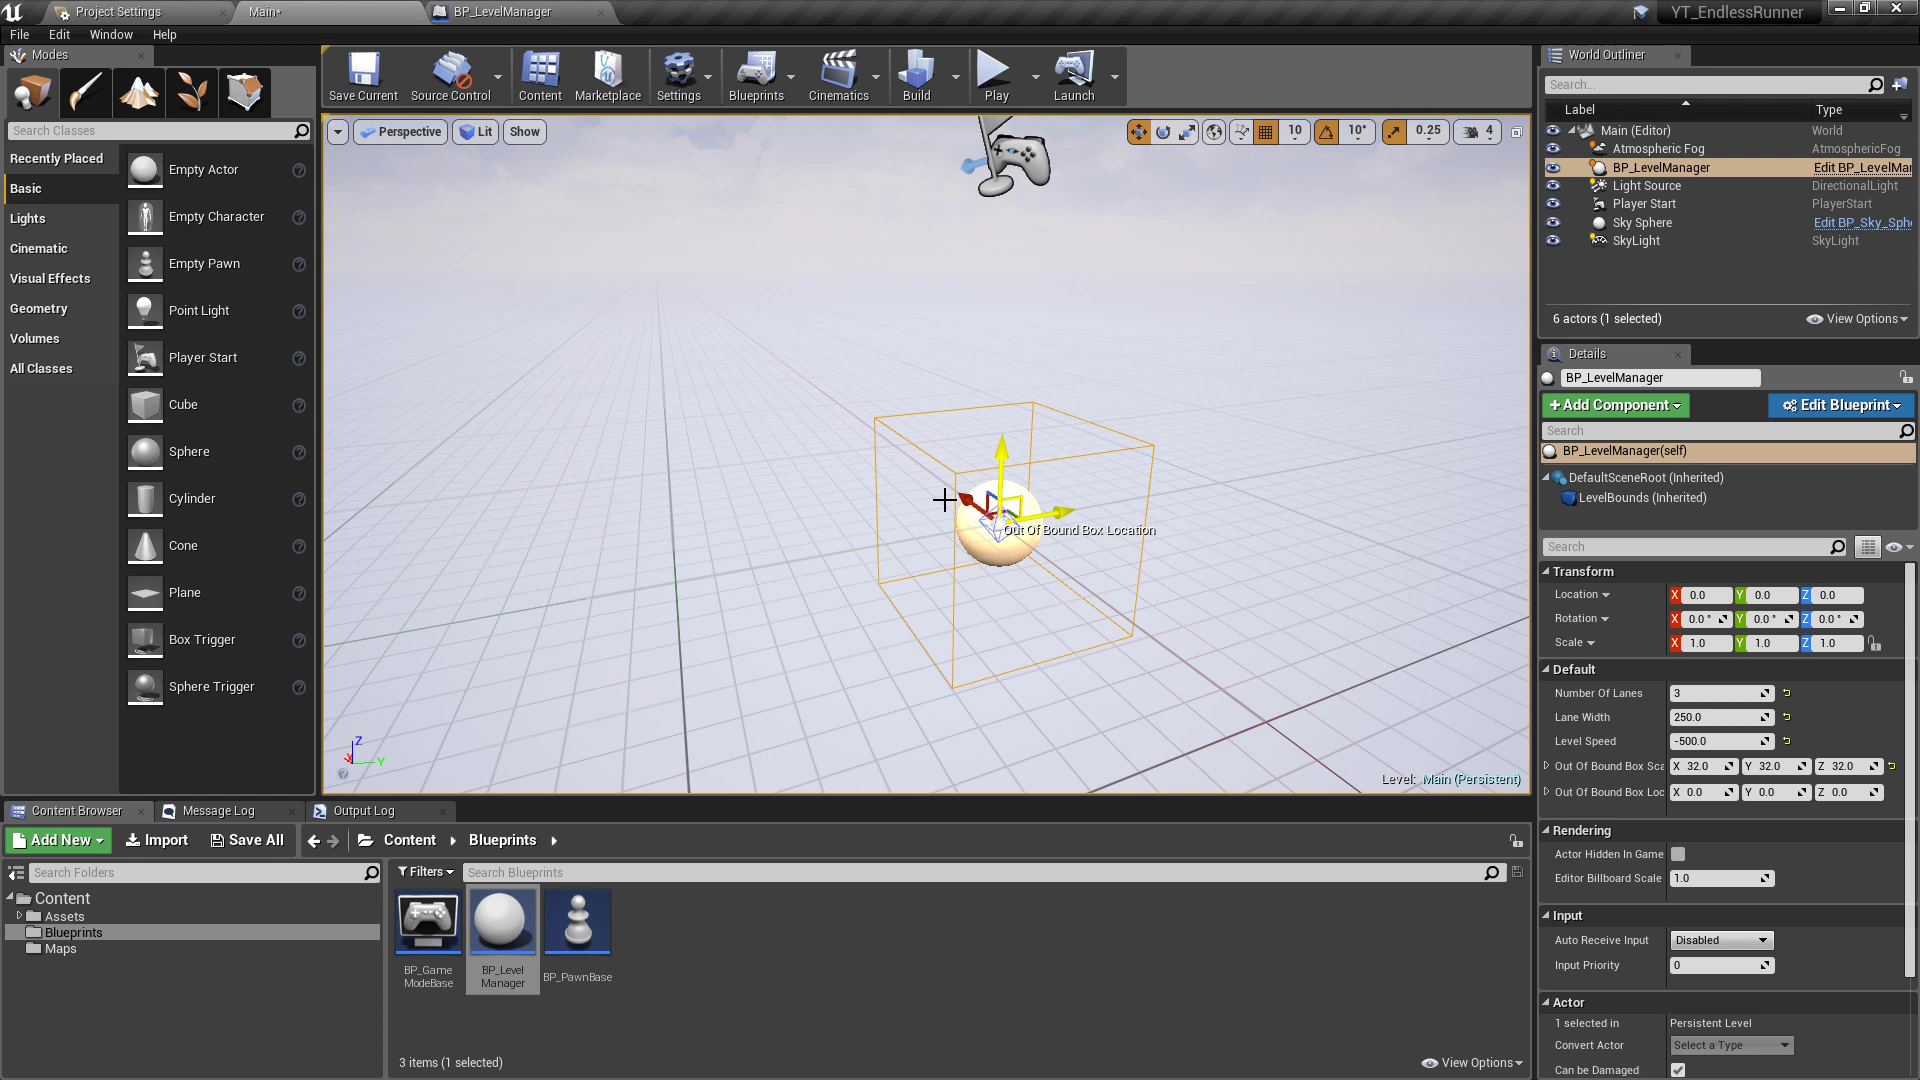 Project Settings
Main*
BP_LevelManager
YT_EndlessRunner
File
Edit
Window
Help
Modes
Search Classes
Recently Placed
Basic
Lights
Cinematic
Visual Effects
Geometry
Volumes
All Classes
Empty Actor
Empty Character
Empty Pawn
Point Light
Player Start
Cube
Sphere
Cylinder
Cone
Plane
Box Trigger
Sphere Trigger
Save Current
Source Control
Content
Marketplace
Settings
Blueprints
Cinematics
Build
Play
Launch
Perspective
Lit
Show
10
10°
0.25
4
Out Of Bound Box Location
Z
X
Y
Level: Main (Persistent)
World Outliner
Search...
Label
Type
Main (Editor)
World
Atmospheric Fog
AtmosphericFog
BP_LevelManager
Edit BP_LevelMar
Light Source
DirectionalLight
Player Start
PlayerStart
Sky Sphere
Edit BP_Sky_Sph
SkyLight
SkyLight
6 actors (1 selected)
View Options
Details
BP_LevelManager
+Add Component
Edit Blueprint
Search
BP_LevelManager(self)
DefaultSceneRoot (Inherited)
LevelBounds (Inherited)
Search
Transform
Location
X 0.0 Y 0.0 Z 0.0
Rotation
X 0.0 ° Y 0.0 ° Z 0.0 °
Scale
X 1.0 Y 1.0 Z 1.0
Default
Number Of Lanes
3
Lane Width
250.0
Level Speed
-500.0
Out Of Bound Box Sca
X 32.0 Y 32.0 Z 32.0
Out Of Bound Box Loc
X 0.0 Y 0.0 Z 0.0
Rendering
Actor Hidden In Game
Editor Billboard Scale
1.0
Input
Auto Receive Input
Disabled
Input Priority
0
Actor
1 selected in
Persistent Level
Convert Actor
Select a Type
Can be Damaged
Content Browser
Message Log
Output Log
Add New
Import
Save All
Content
Blueprints
Search Folders
Content
Assets
Blueprints
Maps
Filters
Search Blueprints
BP_Game
ModeBase
BP_Level
Manager
BP_PawnBase
3 items (1 selected)
View Options